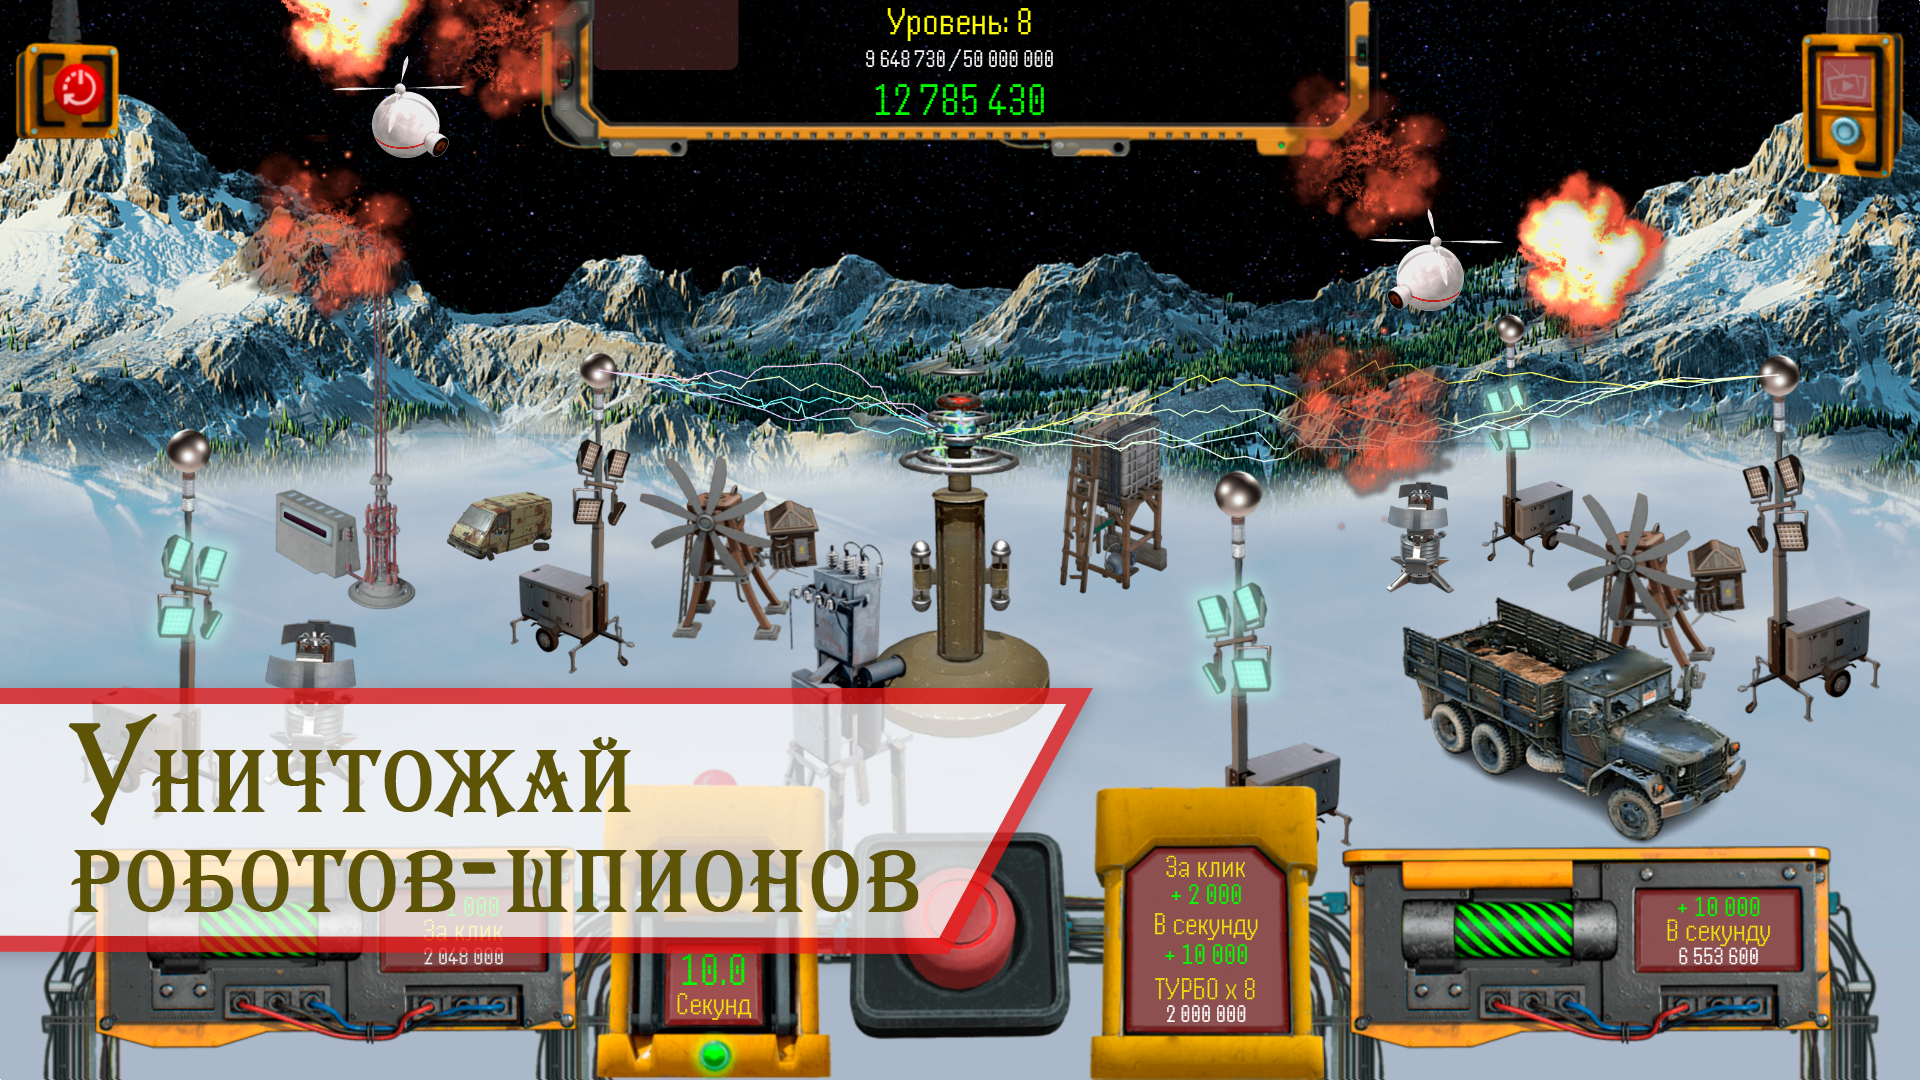 Уровень: 8
9 648 730/50 000 000
12 785 430
Уничтожай
роботов-шпионов
000
За клик
2 048 000
10.0
Секунд
За клик
+ 2 000
В секунду
+ 10 000
ТУРБО x 8
2 000 000
+ 10 000
В секунду
6 553 600